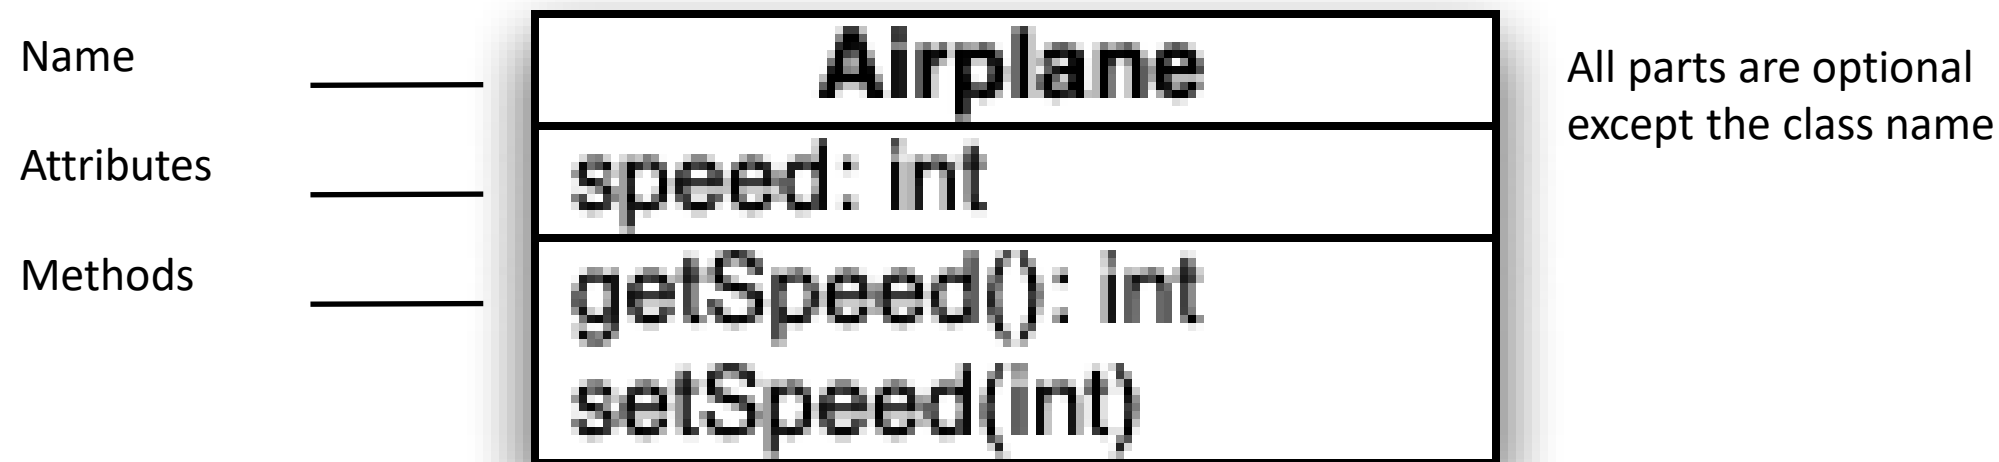 Name
Attributes
Methods
Airplane
speed: int
getSpeed(): int
setSpeed(int)
All parts are optional
except the class name